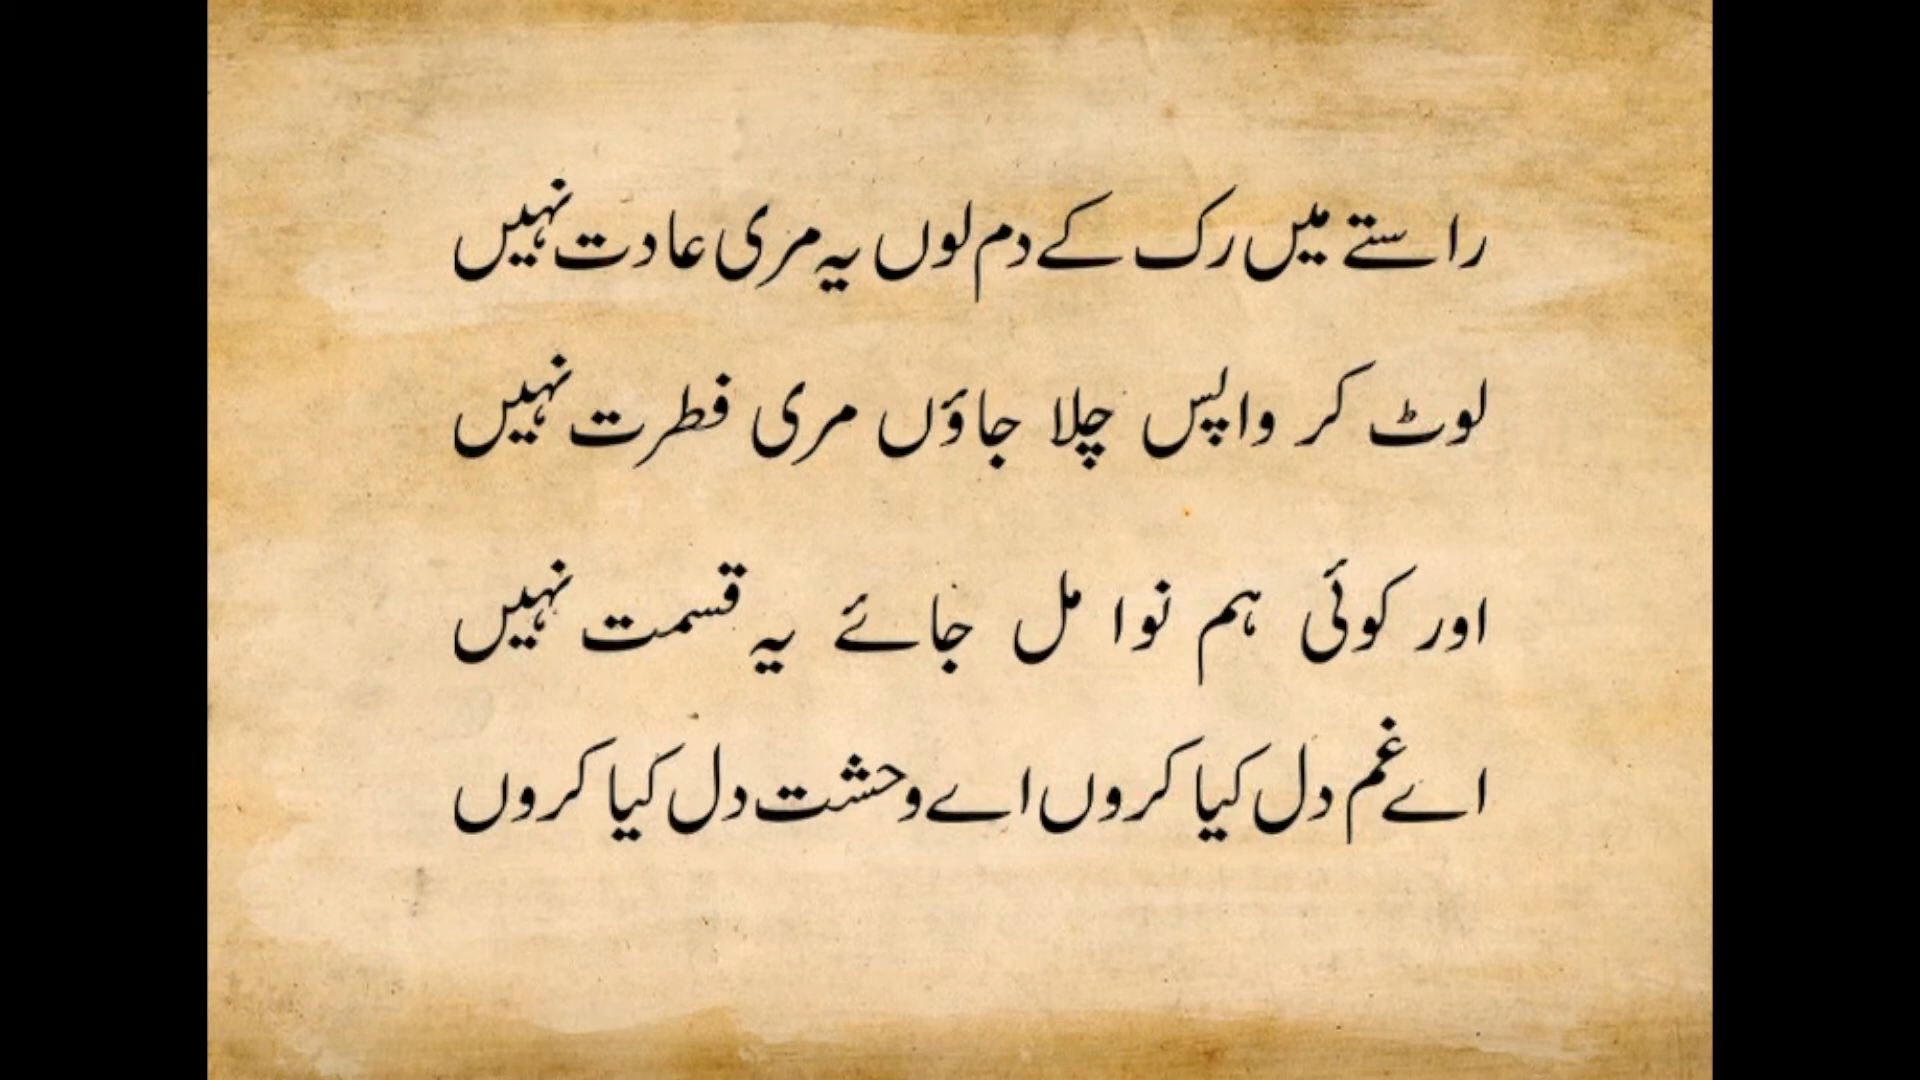 راستے میں رک کے دم لوں یہ مری عادت نہیں
لوٹ کر واپس چلا جاؤں مری فطرت نہیں
اور کوئی ہم نوا مل جائے یہ قسمت نہیں
اے غم دل کیا کروں اے وحشت دل کیا کروں